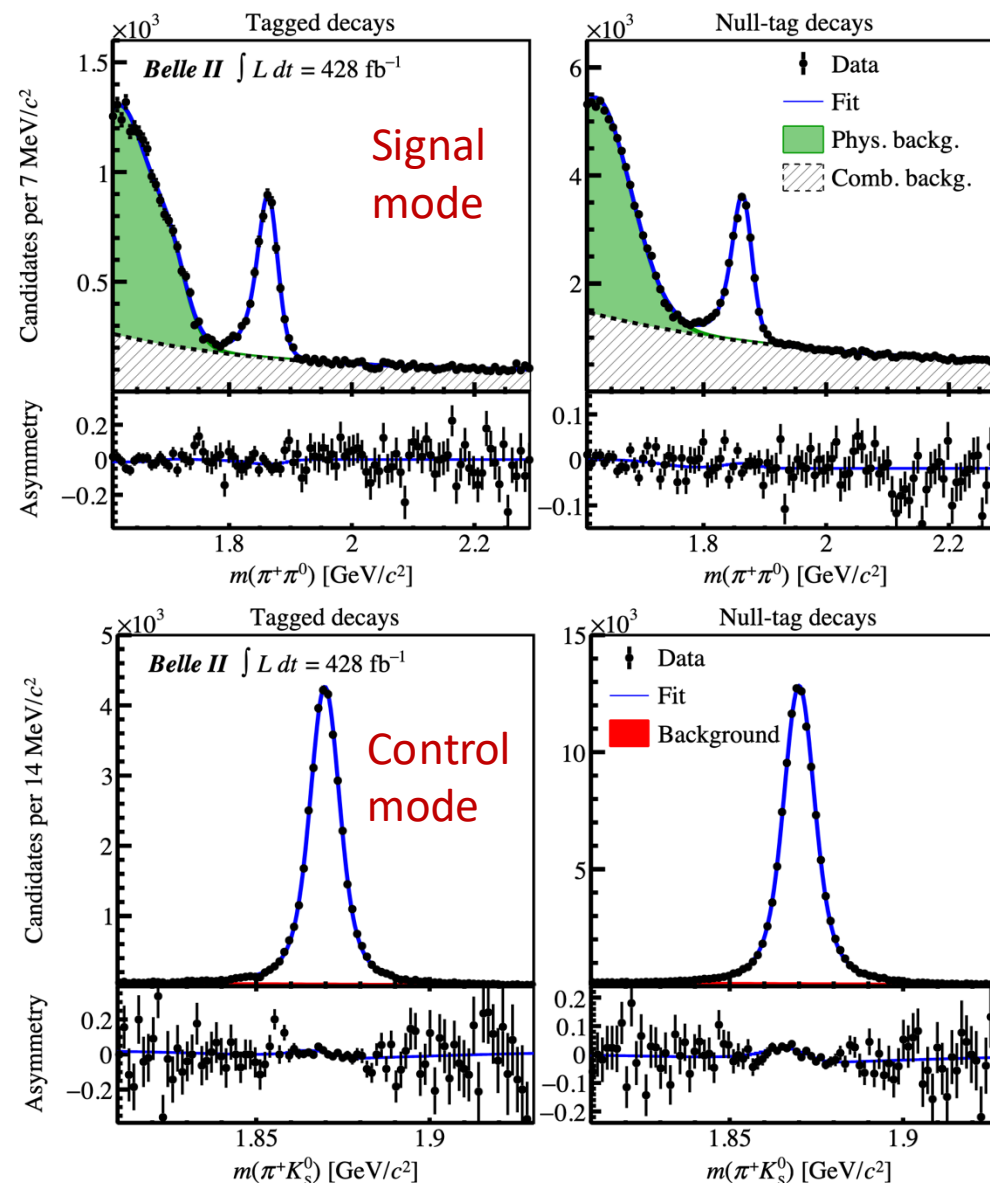 Tagged decays
×10³
Belle II ∫ L dt = 428 fb⁻¹
Signal
mode
Candidates per 7 MeV/c²
1.5
1
0.5
Asymmetry
0.2
0
−0.2
1.8
2
2.2
m(π⁺π⁰) [GeV/c²]
Null-tag decays
×10³
Data
Fit
Phys. backg.
Comb. backg.
6
4
2
0.1
0
−0.1
1.8
2
2.2
m(π⁺π⁰) [GeV/c²]
Tagged decays
×10³
Belle II ∫ L dt = 428 fb⁻¹
Control
mode
Candidates per 14 MeV/c²
5
4
3
2
1
Asymmetry
0.2
0
−0.2
1.85
1.9
m(π⁺K⁰_S) [GeV/c²]
Null-tag decays
×10³
Data
Fit
Background
15
10
5
0.2
0.1
0
−0.1
−0.2
1.85
1.9
m(π⁺K⁰_S) [GeV/c²]